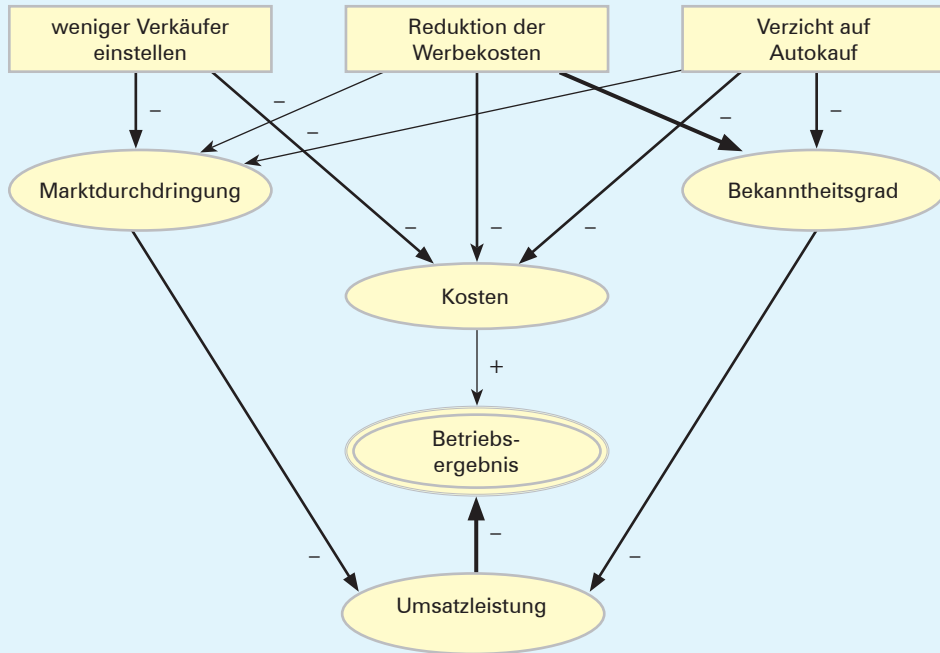 weniger Verkäufer
einstellen
Reduktion der
Werbekosten
Verzicht auf
Autokauf
–
–
–
–
–
Marktdurchdringung
Bekanntheitsgrad
–
–
–
Kosten
+
Betriebs-
ergebnis
–
–
–
Umsatzleistung